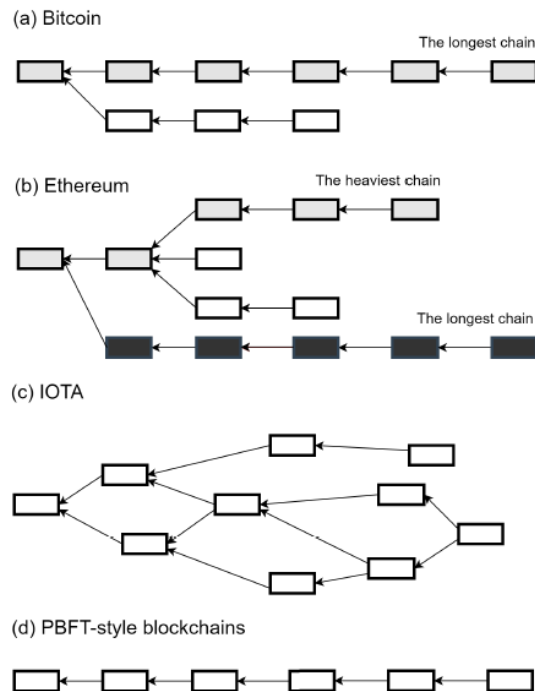 (a) Bitcoin
The longest chain
(b) Ethereum
The heaviest chain
The longest chain
(c) IOTA
(d) PBFT-style blockchains